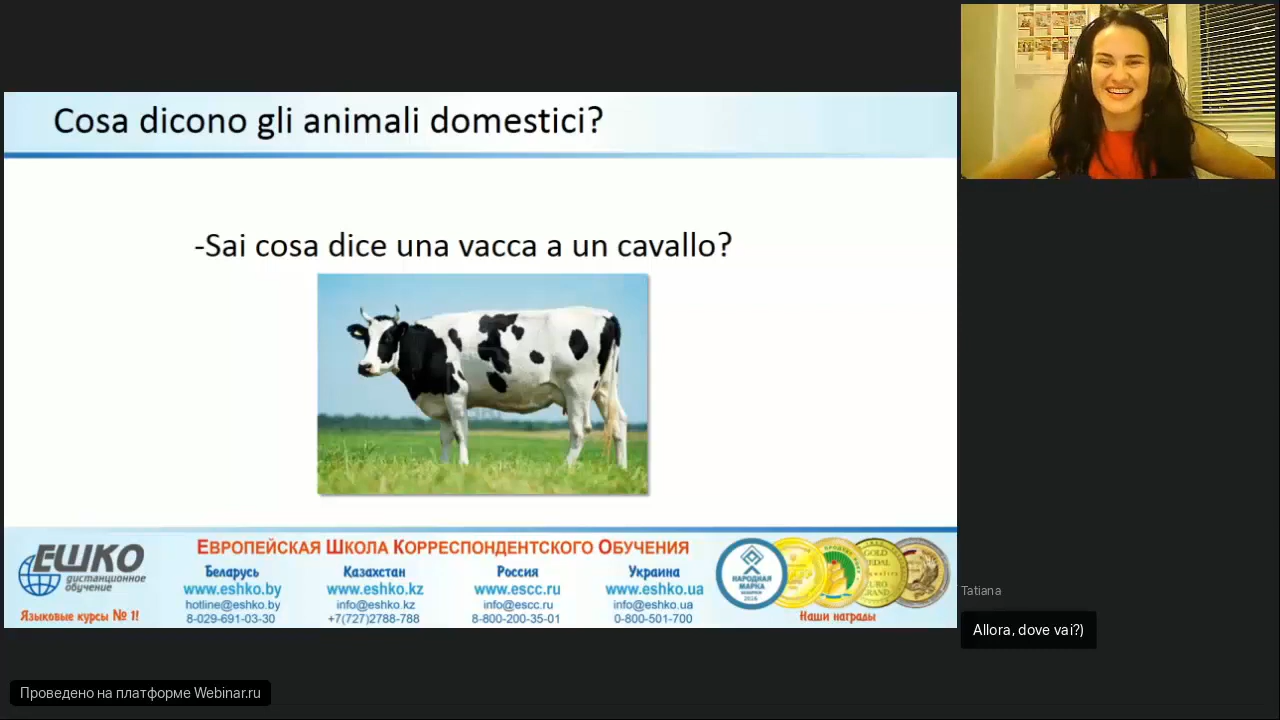 Cosa dicono gli animali domestici?
-Sai cosa dice una vacca a un cavallo?
ЕШКО
дистанционное
обучение
Языковые курсы № 1!
ЕВРОПЕЙСКАЯ ШКОЛА КОРРЕСПОНДЕНТСКОГО ОБУЧЕНИЯ
Беларусь
www.eshko.by
hotline@eshko.by
8-029-691-03-30
Казахстан
www.eshko.kz
info@eshko.kz
+7(727)2788-788
Россия
www.escc.ru
info@escc.ru
8-800-200-35-01
Украина
www.eshko.ua
info@eshko.ua
0-800-501-700
НАРОДНАЯ
МАРКА
GOLD
MEDAL
Наши награды
Tatiana
Allora, dove vai?)
Проведено на платформе Webinar.ru